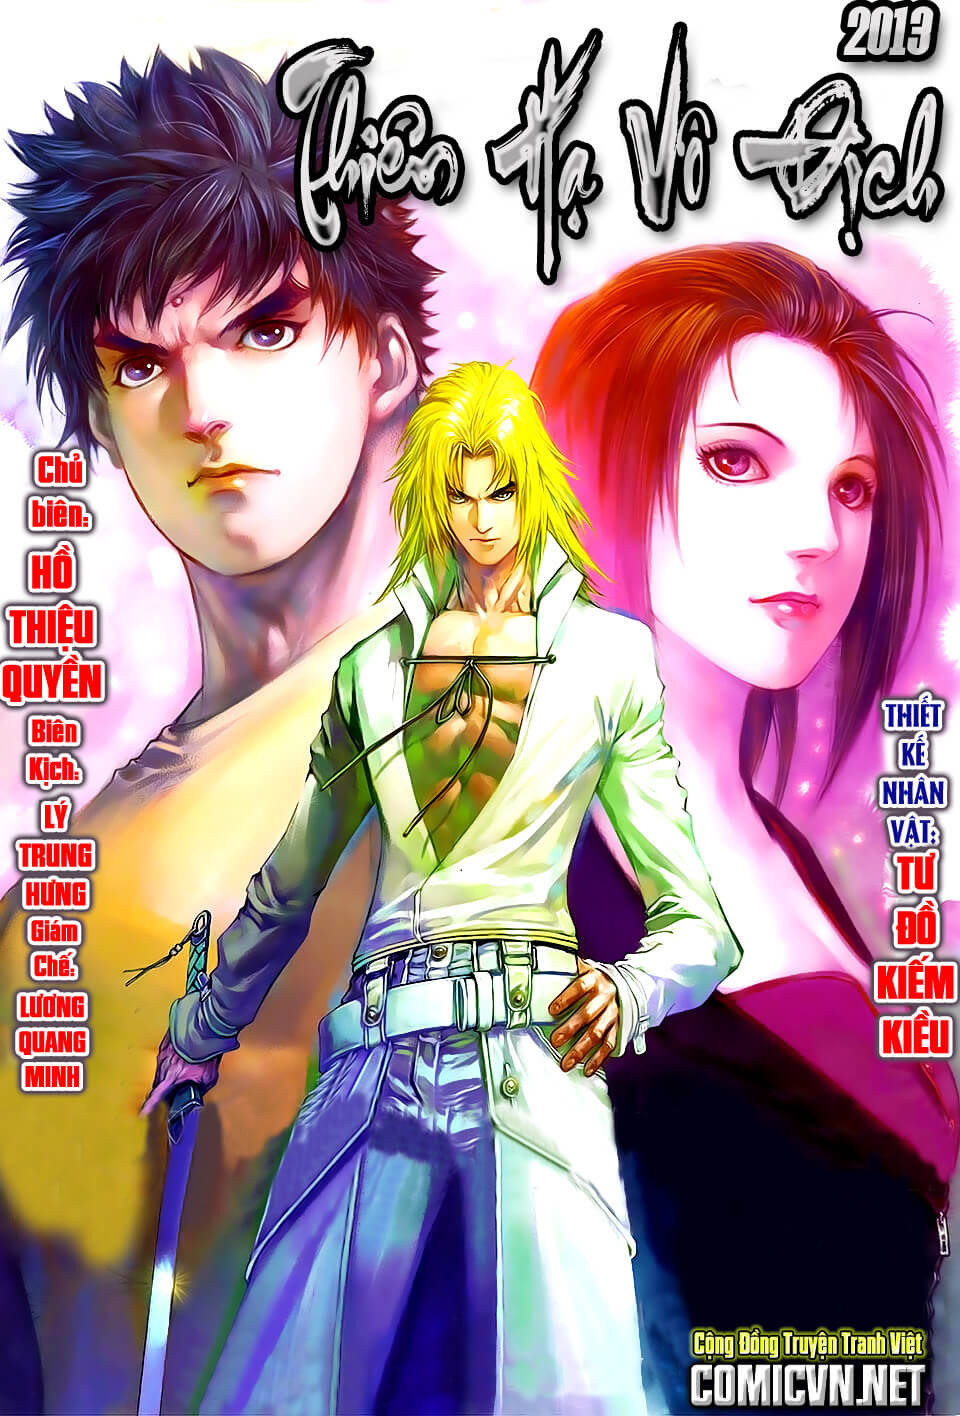 2013
Thiên Hạ Vô Địch
Chủ
biên:
HỒ
THIỆU
QUYỀN
Biên
Kịch:
LÝ
TRUNG
HƯNG
Giám
Chế:
LƯƠNG
QUANG
MINH
THIẾT
KẾ
NHÂN
VẬT:
TƯ
ĐỒ
KIẾM
KIỀU
Cộng Đồng Truyện Tranh Việt
COMICVN.NET